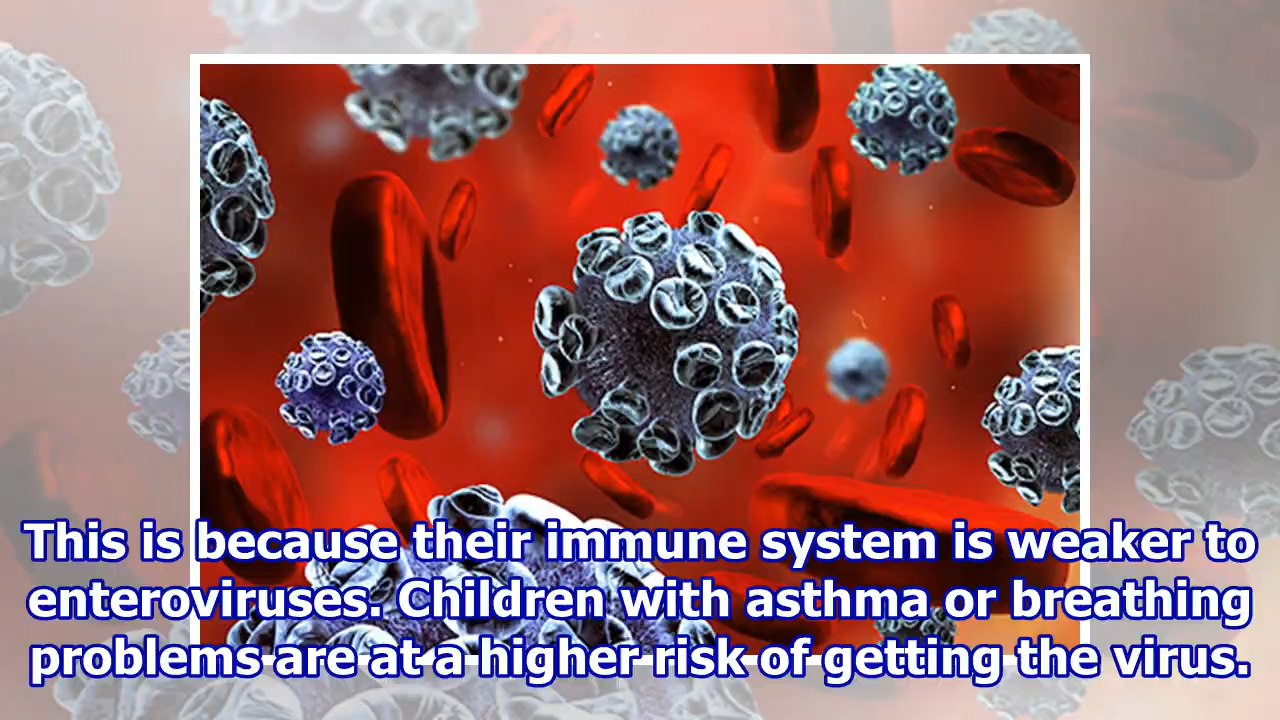 This is because their immune system is weaker to
enteroviruses. Children with asthma or breathing
problems are at a higher risk of getting the virus.